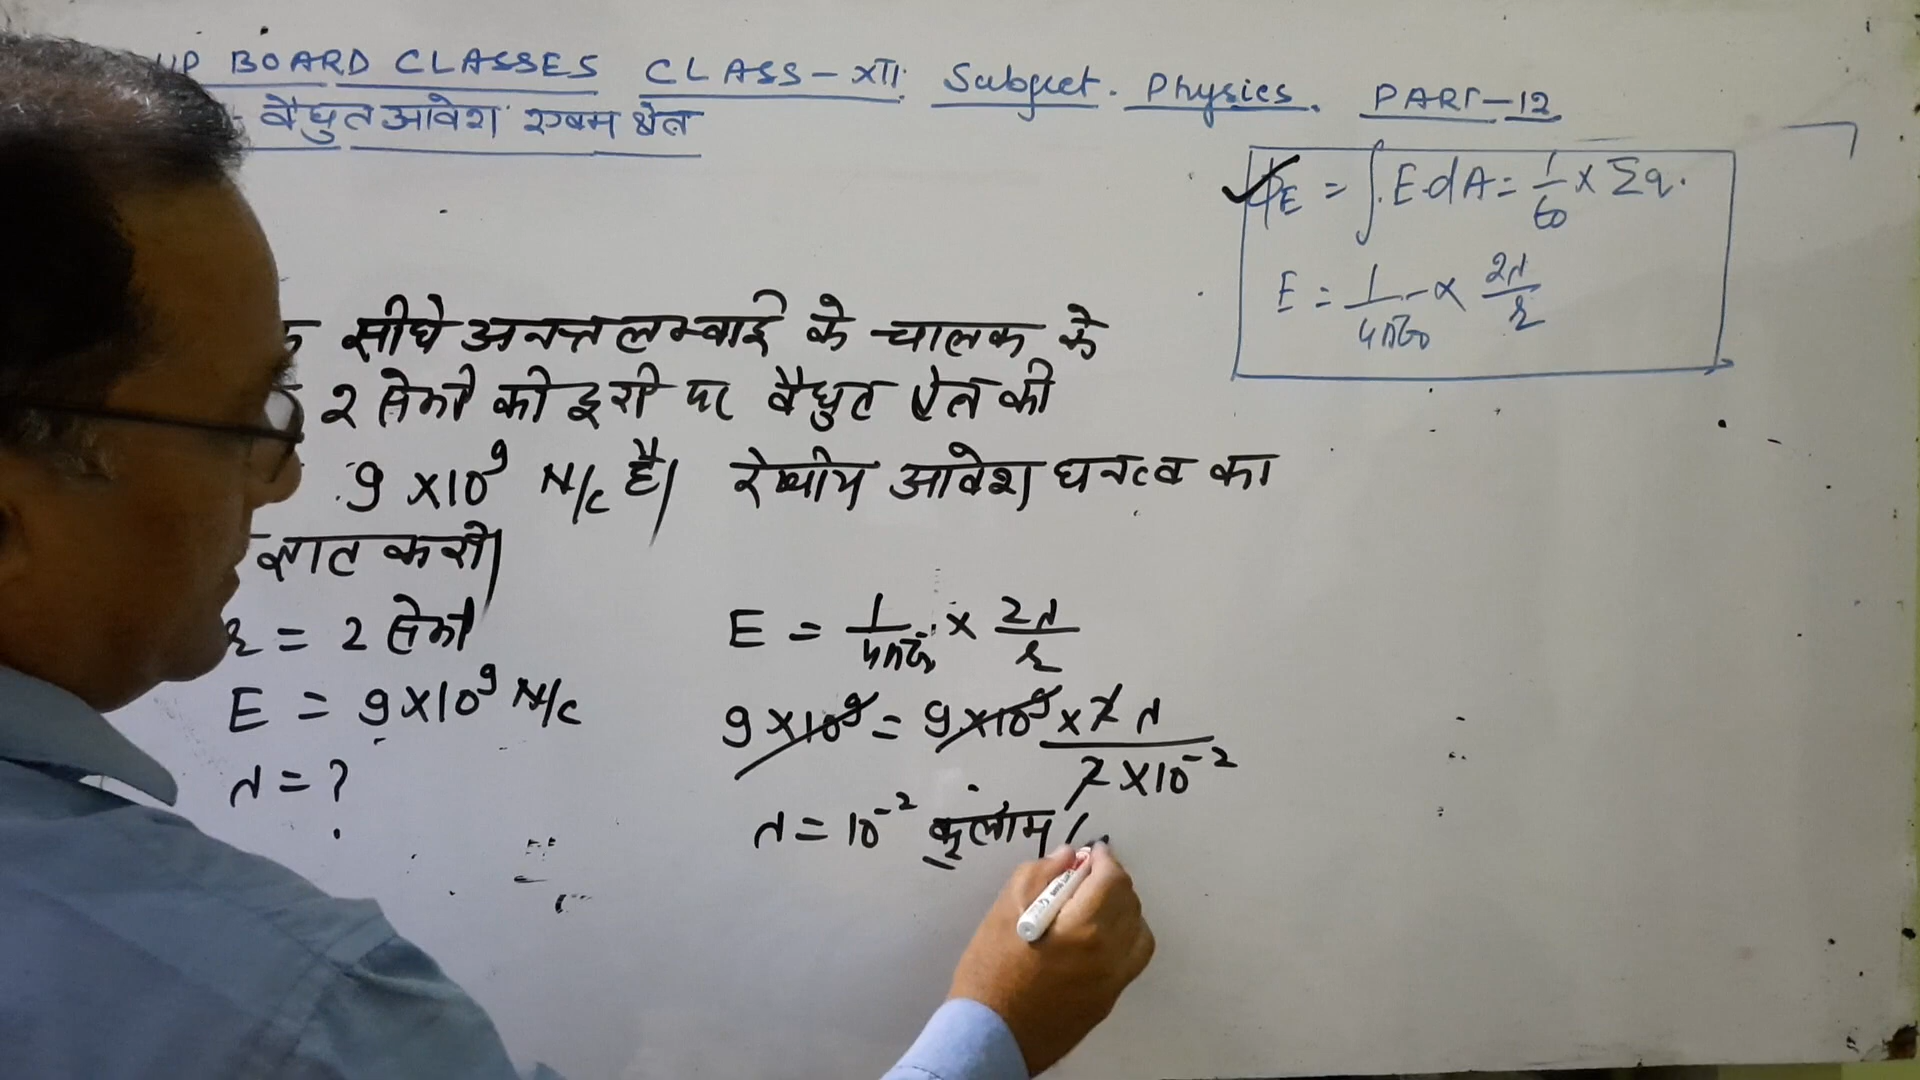 UP BOARD CLASSES CLASS-XII Subject. Physics. PART-12
वैधुत आवेश एवम क्षेत्र
ΦE = ∫ E.dA = 1/ε0 × Σq.
E = 1/4πε0 × 2λ/r
सीधे अनन्त लम्बाई के चालक के
2 सेमी की दूरी पर वैधुत क्षेत्र की
9×10⁹ N/C है। रेखीय आवेश घनत्व का
ज्ञात करो।
r = 2 सेमी
E = 9×10⁹ N/C
λ = ?
E = 1/4πε0 × 2λ/r
9×10⁹ = 9×10⁹ × 2λ / 2×10⁻²
λ = 10⁻² कूलाम /